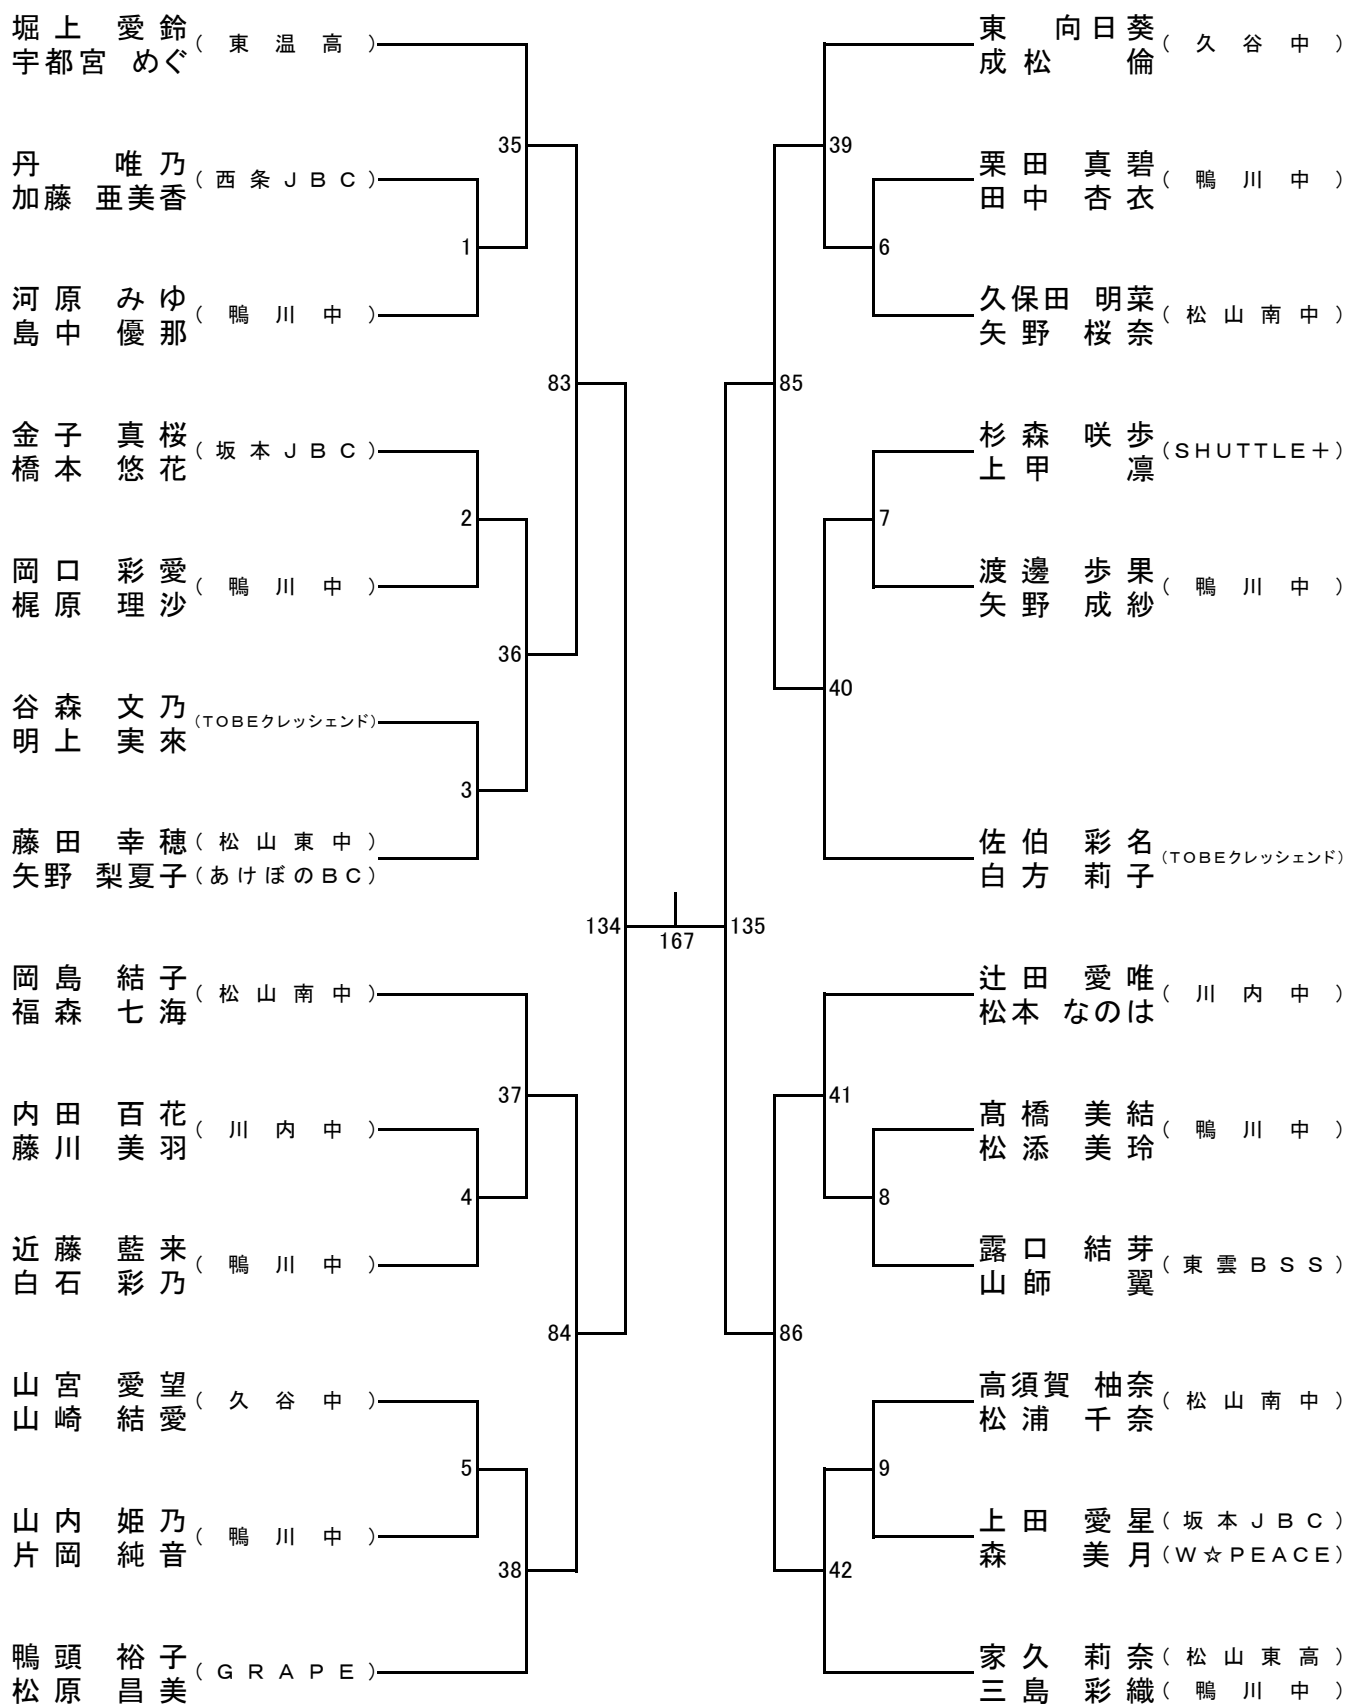 堀上 愛鈴
宇都宮 めぐ
(東温高)
35
丹 唯乃
加藤 亜美香
(西条JBC)
1
河原 みゆ
島中 優那
(鴨川中)
83
金子 真桜
橋本 悠花
(坂本JBC)
2
岡口 彩愛
梶原 理沙
(鴨川中)
36
谷森 文乃
明上 実來
(TOBEクレッシェンド)
3
藤田 幸穂(松山東中)
矢野 梨夏子(あけぼのBC)
134
岡島 結子
福森 七海
(松山南中)
37
内田 百花
藤川 美羽
(川内中)
4
近藤 藍来
白石 彩乃
(鴨川中)
84
山宮 愛望
山崎 結愛
(久谷中)
5
山内 姫乃
片岡 純音
(鴨川中)
38
鴨頭 裕子
松原 昌美
(GRAPE)
167
東 向日葵
成松 倫
(久谷中)
39
栗田 真碧
田中 杏衣
(鴨川中)
6
久保田 明菜
矢野 桜奈
(松山南中)
85
杉森 咲歩
上甲 凛
(SHUTTLE+)
7
渡邊 歩果
矢野 成紗
(鴨川中)
40
佐伯 彩名
白方 莉子
(TOBEクレッシェンド)
135
辻田 愛唯
松本 なのは
(川内中)
41
髙橋 美結
松添 美玲
(鴨川中)
8
露口 結芽
山師 翼
(東雲BSS)
86
高須賀 柚奈
松浦 千奈
(松山南中)
9
上田 愛星(坂本JBC)
森 美月(W☆PEACE)
42
家久 莉奈(松山東高)
三島 彩織(鴨川中)